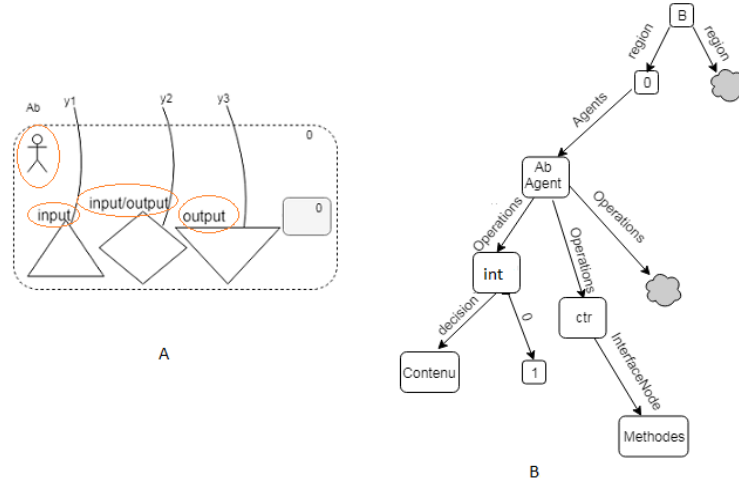 Ab
y1
y2
y3
0
input
input/output
output
0
A
B
region
region
0
Agents
Ab
Agent
Operations
Operations
Operations
int
ctr
decision
0
InterfaceNode
Contenu
1
Methodes
B